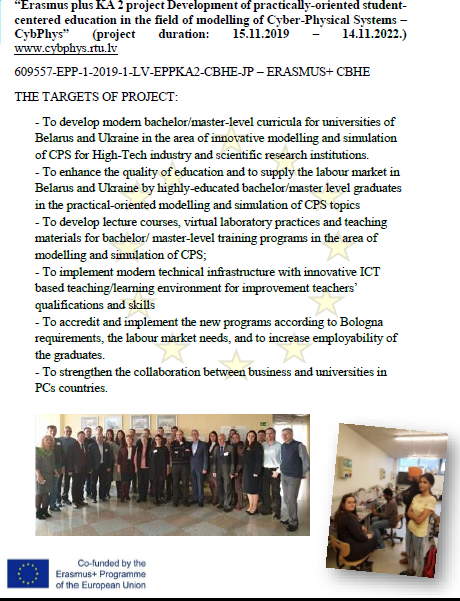 “Erasmus plus KA 2 project Development of practically-oriented student-
centered education in the field of modelling of Cyber-Physical Systems –
CybPhys” (project duration: 15.11.2019 – 14.11.2022.)
www.cybphys.rtu.lv
609557-EPP-1-2019-1-LV-EPPKA2-CBHE-JP – ERASMUS+ CBHE
THE TARGETS OF PROJECT:
- To develop modern bachelor/master-level curricula for universities of
Belarus and Ukraine in the area of innovative modelling and simulation
of CPS for High-Tech industry and scientific research institutions.
- To enhance the quality of education and to supply the labour market in
Belarus and Ukraine by highly-educated bachelor/master level graduates
in the practical-oriented modelling and simulation of CPS topics
- To develop lecture courses, virtual laboratory practices and teaching
materials for bachelor/ master-level training programs in the area of
modelling and simulation of CPS;
- To implement modern technical infrastructure with innovative ICT
based teaching/learning environment for improvement teachers’
qualifications and skills
- To accredit and implement the new programs according to Bologna
requirements, the labour market needs, and to increase employability of
the graduates.
- To strengthen the collaboration between business and universities in
PCs countries.
Co-funded by the
Erasmus+ Programme
of the European Union